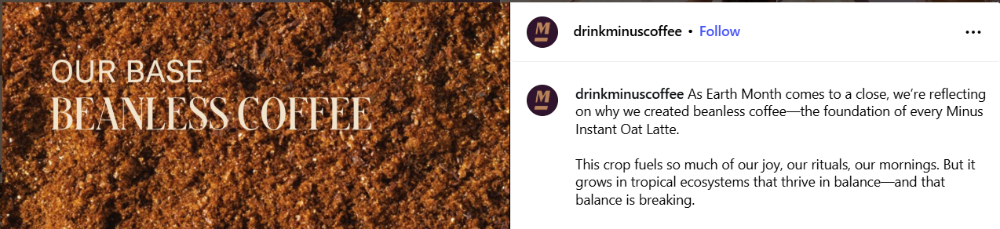 OUR BASE
BEANLESS COFFEE
M
drinkminuscoffee • Follow
M
drinkminuscoffee As Earth Month comes to a close, we’re reflecting
on why we created beanless coffee—the foundation of every Minus
Instant Oat Latte.
This crop fuels so much of our joy, our rituals, our mornings. But it
grows in tropical ecosystems that thrive in balance—and that
balance is breaking.